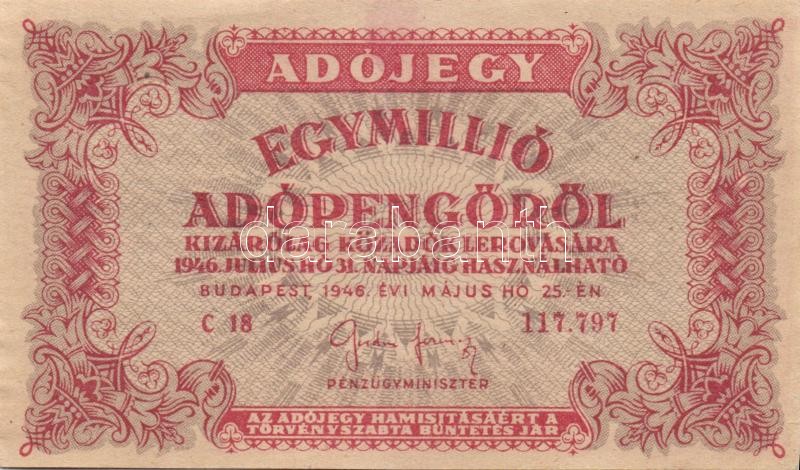 ADÓJEGY
EGYMILLIÓ
ADÓPENGŐRŐL
KIZÁRÓLAG KÖZADÓK LEROVÁSÁRA
1946. JULIUS HÓ 31. NAPJÁIG HASZNÁLHATÓ
BUDAPEST, 1946. ÉVI MÁJUS HÓ 25.-ÉN
C 18 117.797
PÉNZÜGYMINISZTER
AZ ADÓJEGY HAMISITÁSÁÉRT A
TÖRVÉNYSZABTA BÜNTETÉS JÁR
darabanth